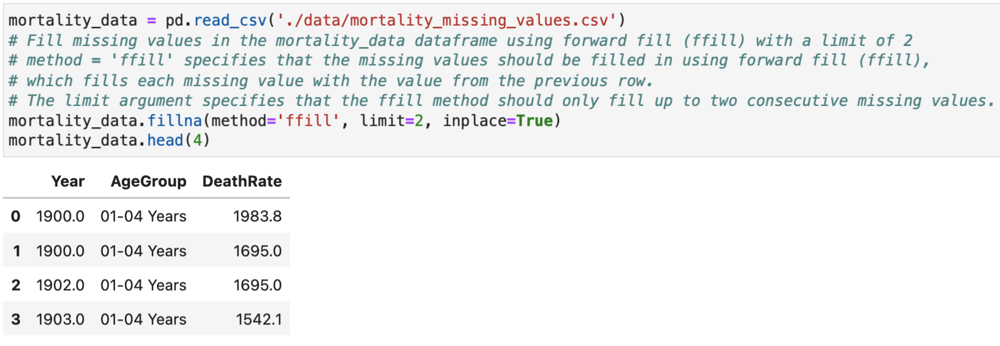 mortality_data = pd.read_csv('./data/mortality_missing_values.csv')
# Fill missing values in the mortality_data dataframe using forward fill (ffill) with a limit of 2
# method = 'ffill' specifies that the missing values should be filled in using forward fill (ffill),
# which fills each missing value with the value from the previous row.
# The limit argument specifies that the ffill method should only fill up to two consecutive missing values.
mortality_data.fillna(method='ffill', limit=2, inplace=True)
mortality_data.head(4)
Year AgeGroup DeathRate
0 1900.0 01-04 Years 1983.8
1 1900.0 01-04 Years 1695.0
2 1902.0 01-04 Years 1695.0
3 1903.0 01-04 Years 1542.1